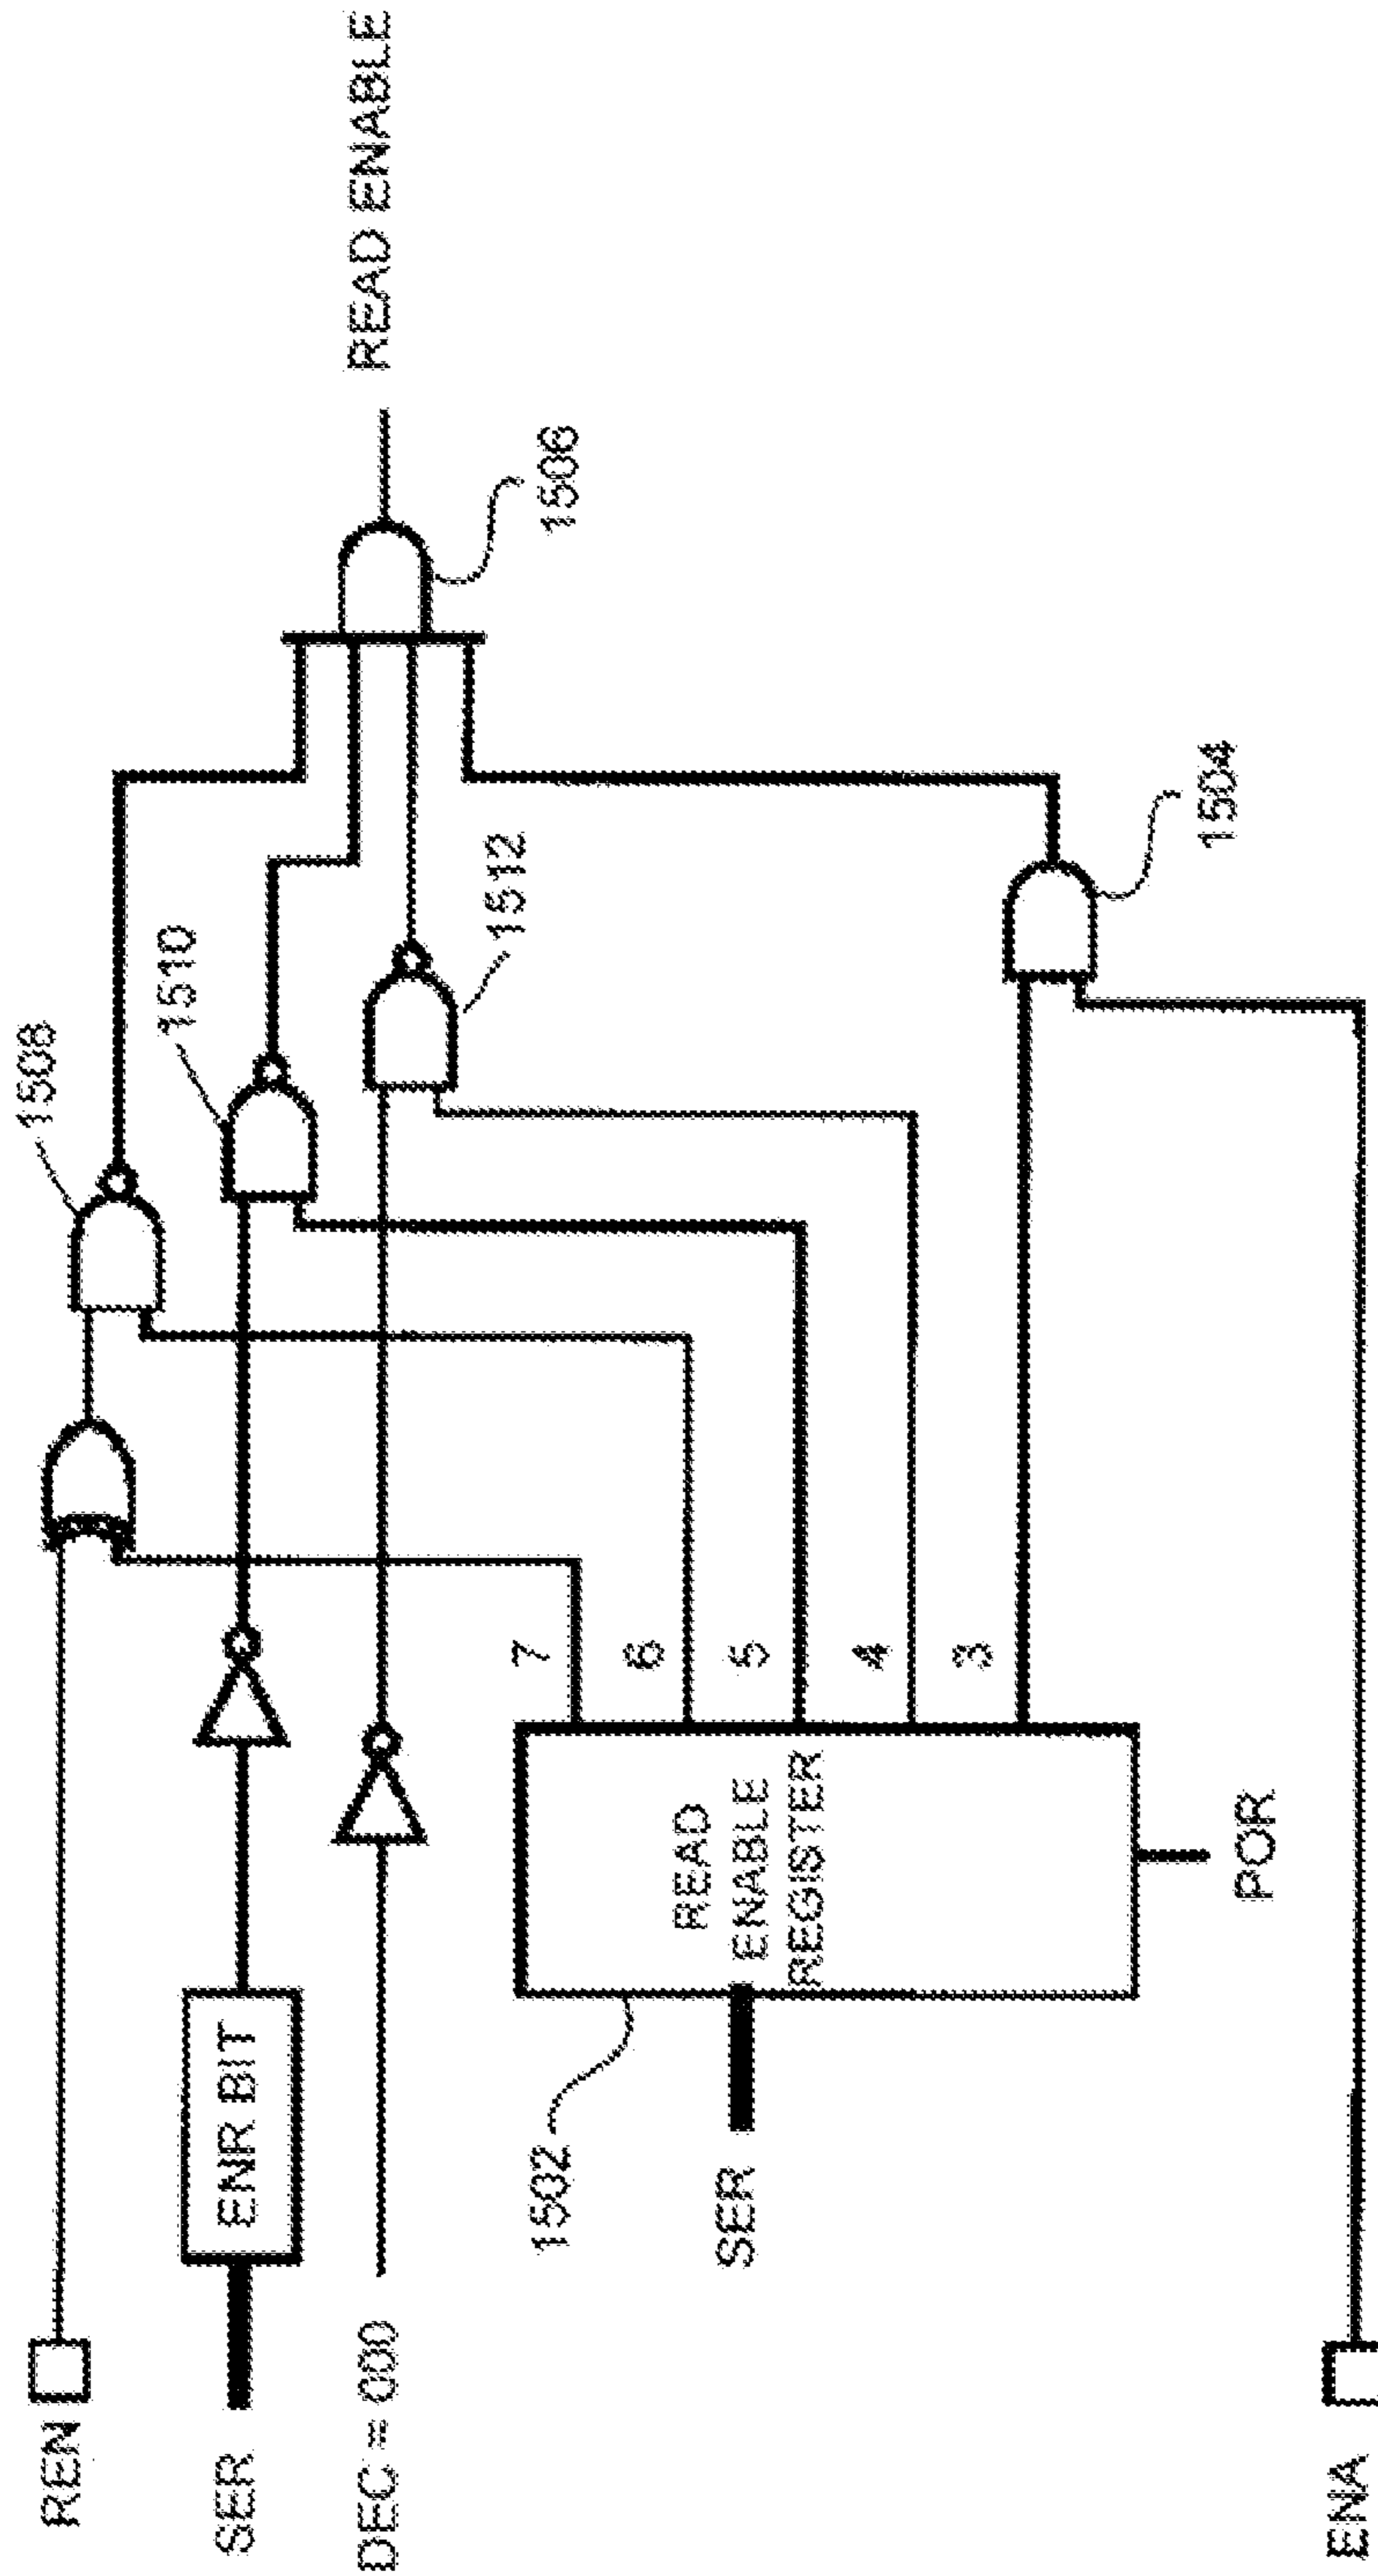 REN
SER
ENR BIT
DEC = 000
1508
1510
1512
READ ENABLE
1506
7
6
5
4
3
READ
ENABLE
REGISTER
1502
SER
POR
1504
ENA